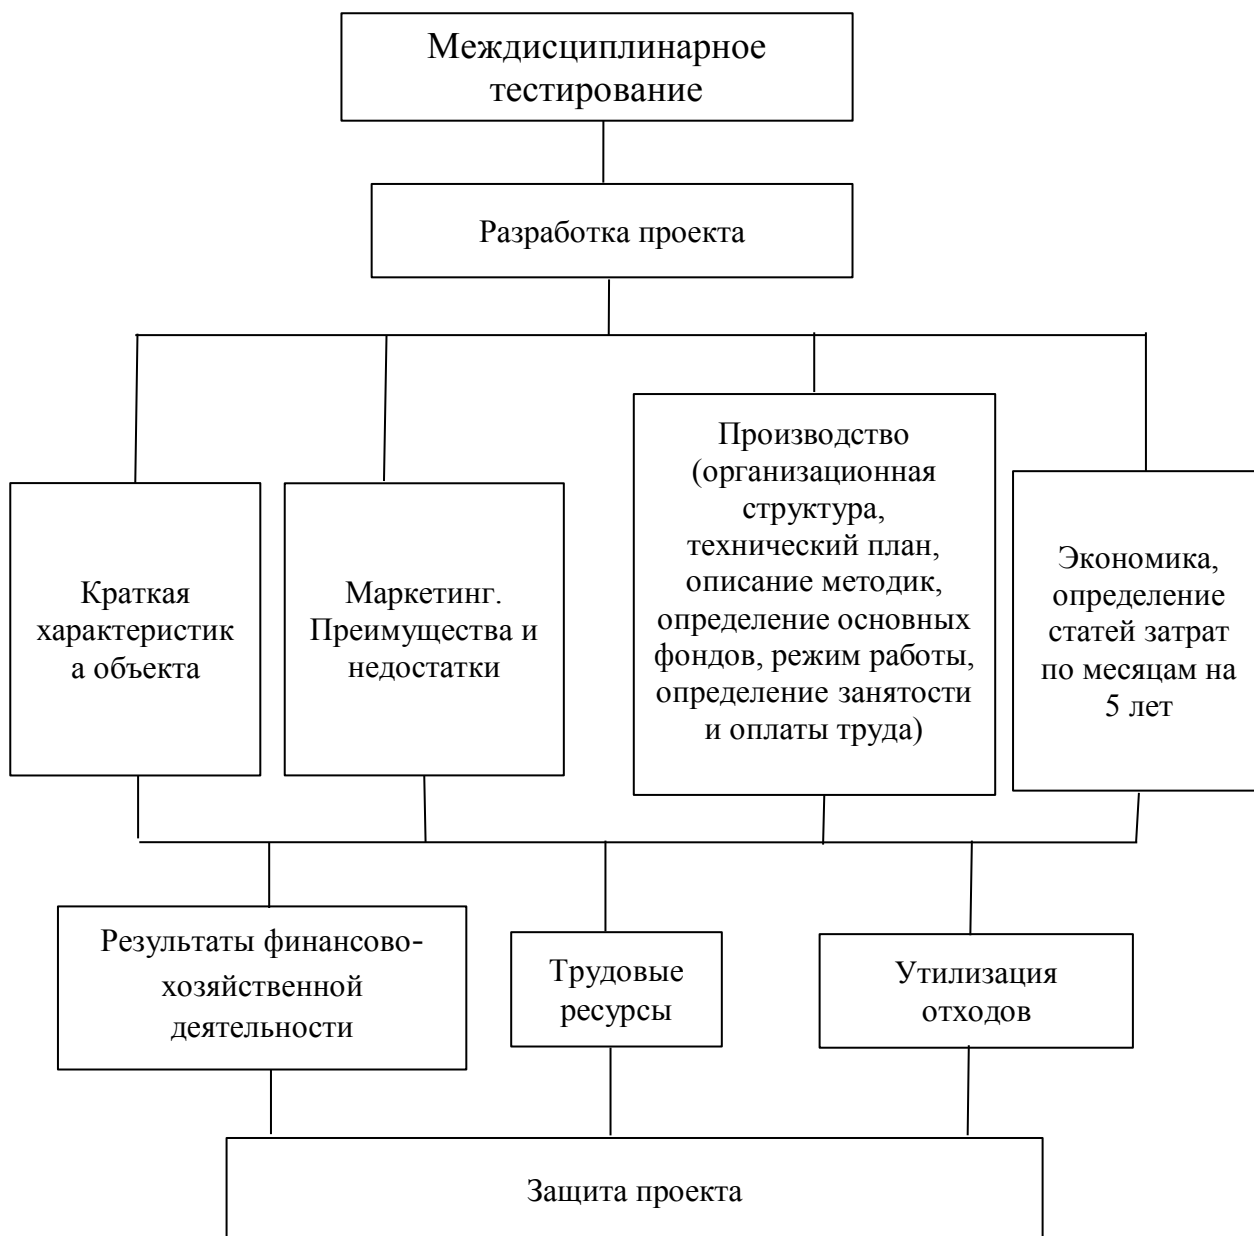 Междисциплинарное
тестирование
Разработка проекта
Краткая
характеристик
а объекта
Маркетинг.
Преимущества и
недостатки
Производство
(организационная
структура,
технический план,
описание методик,
определение основных
фондов, режим работы,
определение занятости
и оплаты труда)
Экономика,
определение
статей затрат
по месяцам на
5 лет
Результаты финансово-
хозяйственной
деятельности
Трудовые
ресурсы
Утилизация
отходов
Защита проекта